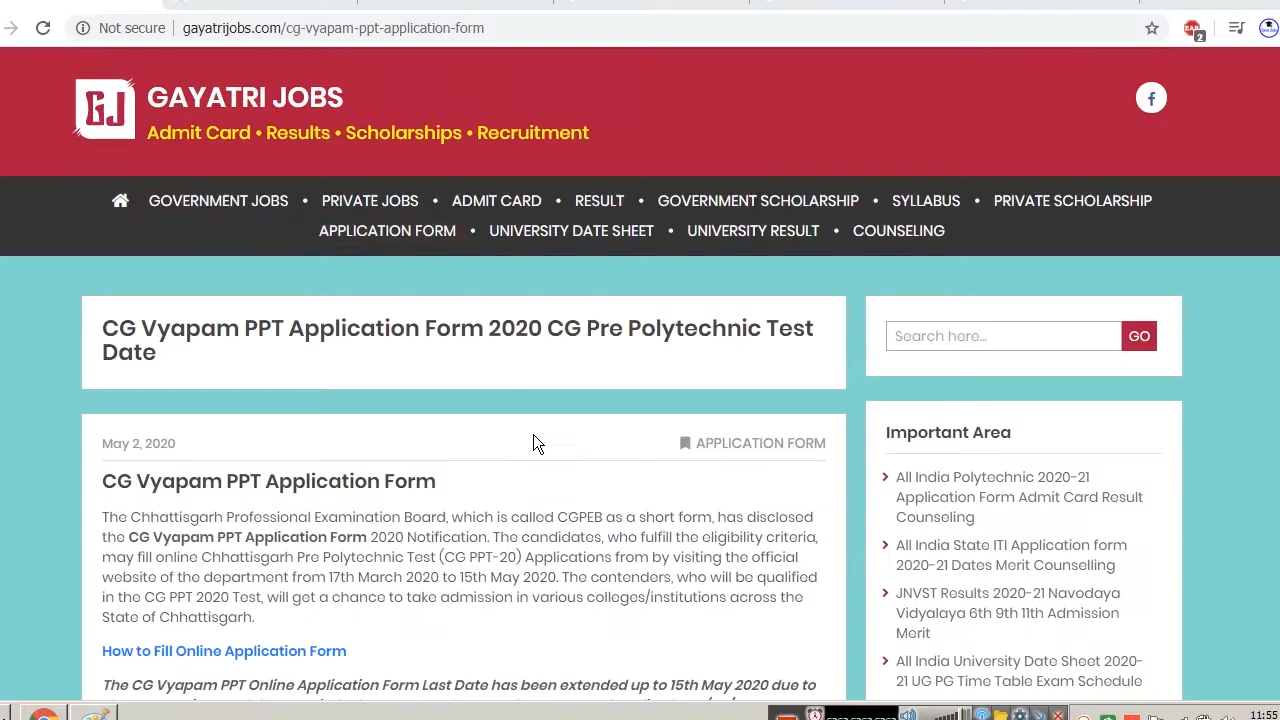 Not secure
gayatrijobs.com/cg-vyapam-ppt-application-form
2
GJ
GAYATRI JOBS
Admit Card • Results • Scholarships • Recruitment
f
GOVERNMENT JOBS • PRIVATE JOBS • ADMIT CARD • RESULT • GOVERNMENT SCHOLARSHIP • SYLLABUS • PRIVATE SCHOLARSHIP
APPLICATION FORM • UNIVERSITY DATE SHEET • UNIVERSITY RESULT • COUNSELING
CG Vyapam PPT Application Form 2020 CG Pre Polytechnic Test
Date
May 2, 2020
APPLICATION FORM
CG Vyapam PPT Application Form
The Chhattisgarh Professional Examination Board, which is called CGPEB as a short form, has disclosed
the CG Vyapam PPT Application Form 2020 Notification. The candidates, who fulfill the eligibility criteria,
may fill online Chhattisgarh Pre Polytechnic Test (CG PPT-20) Applications from by visiting the official
website of the department from 17th March 2020 to 15th May 2020. The contenders, who will be qualified
in the CG PPT 2020 Test, will get a chance to take admission in various colleges/institutions across the
State of Chhattisgarh.
How to Fill Online Application Form
The CG Vyapam PPT Online Application Form Last Date has been extended up to 15th May 2020 due to
Search here...
GO
Important Area
All India Polytechnic 2020-21
Application Form Admit Card Result
Counseling
All India State ITI Application form
2020-21 Dates Merit Counselling
JNVST Results 2020-21 Navodaya
Vidyalaya 6th 9th 11th Admission
Merit
All India University Date Sheet 2020-
21 UG PG Time Table Exam Schedule
11:55